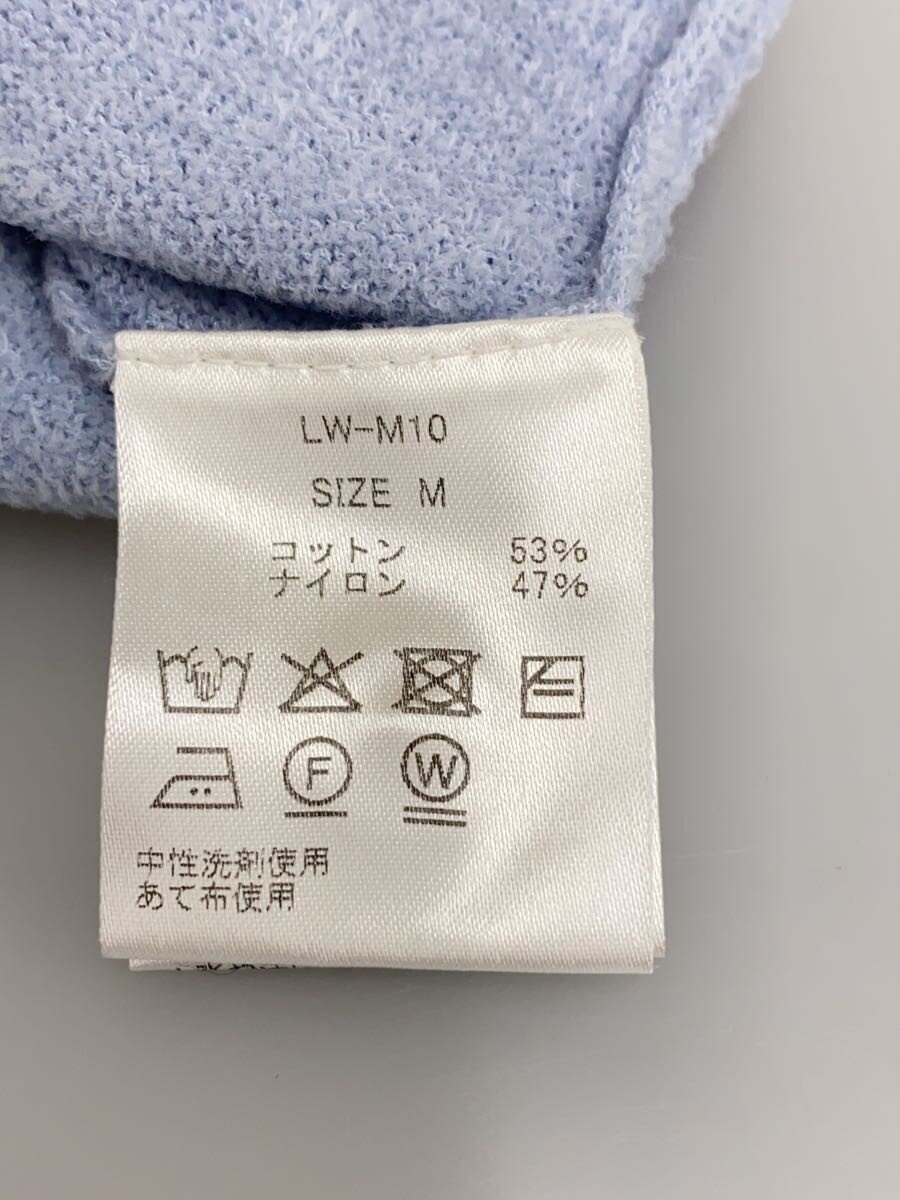 LW-M10
SIZE M
コットン 53%
ナイロン 47%
F W
中性洗剤使用
あて布使用